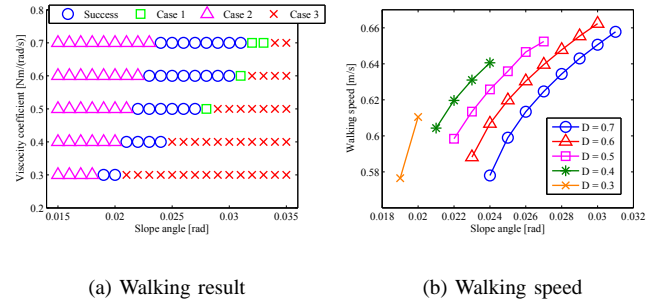 Success Case 1 Case 2 Case 3
0.8
0.7
0.6
0.5
0.4
0.3
0.2
Viscocity coefficient [Nm/(rad/s)]
0.015 0.02 0.025 0.03 0.035
Slope angle [rad]
(a) Walking result
0.66
0.64
0.62
0.6
0.58
Walking speed [m/s]
D = 0.7
D = 0.6
D = 0.5
D = 0.4
D = 0.3
0.018 0.02 0.022 0.024 0.026 0.028 0.03 0.032
Slope angle [rad]
(b) Walking speed